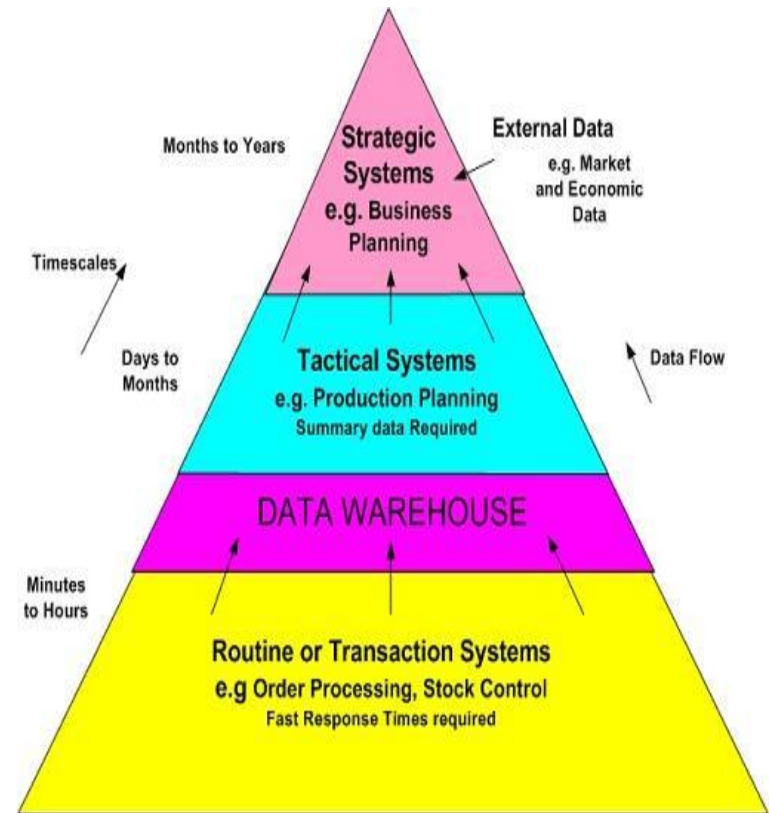 Months to Years
Strategic
Systems
e.g. Business
Planning
External Data
e.g. Market
and Economic
Data
Timescales
Days to
Months
Tactical Systems
e.g. Production Planning
Summary data Required
Data Flow
DATA WAREHOUSE
Minutes
to Hours
Routine or Transaction Systems
e.g Order Processing, Stock Control
Fast Response Times required